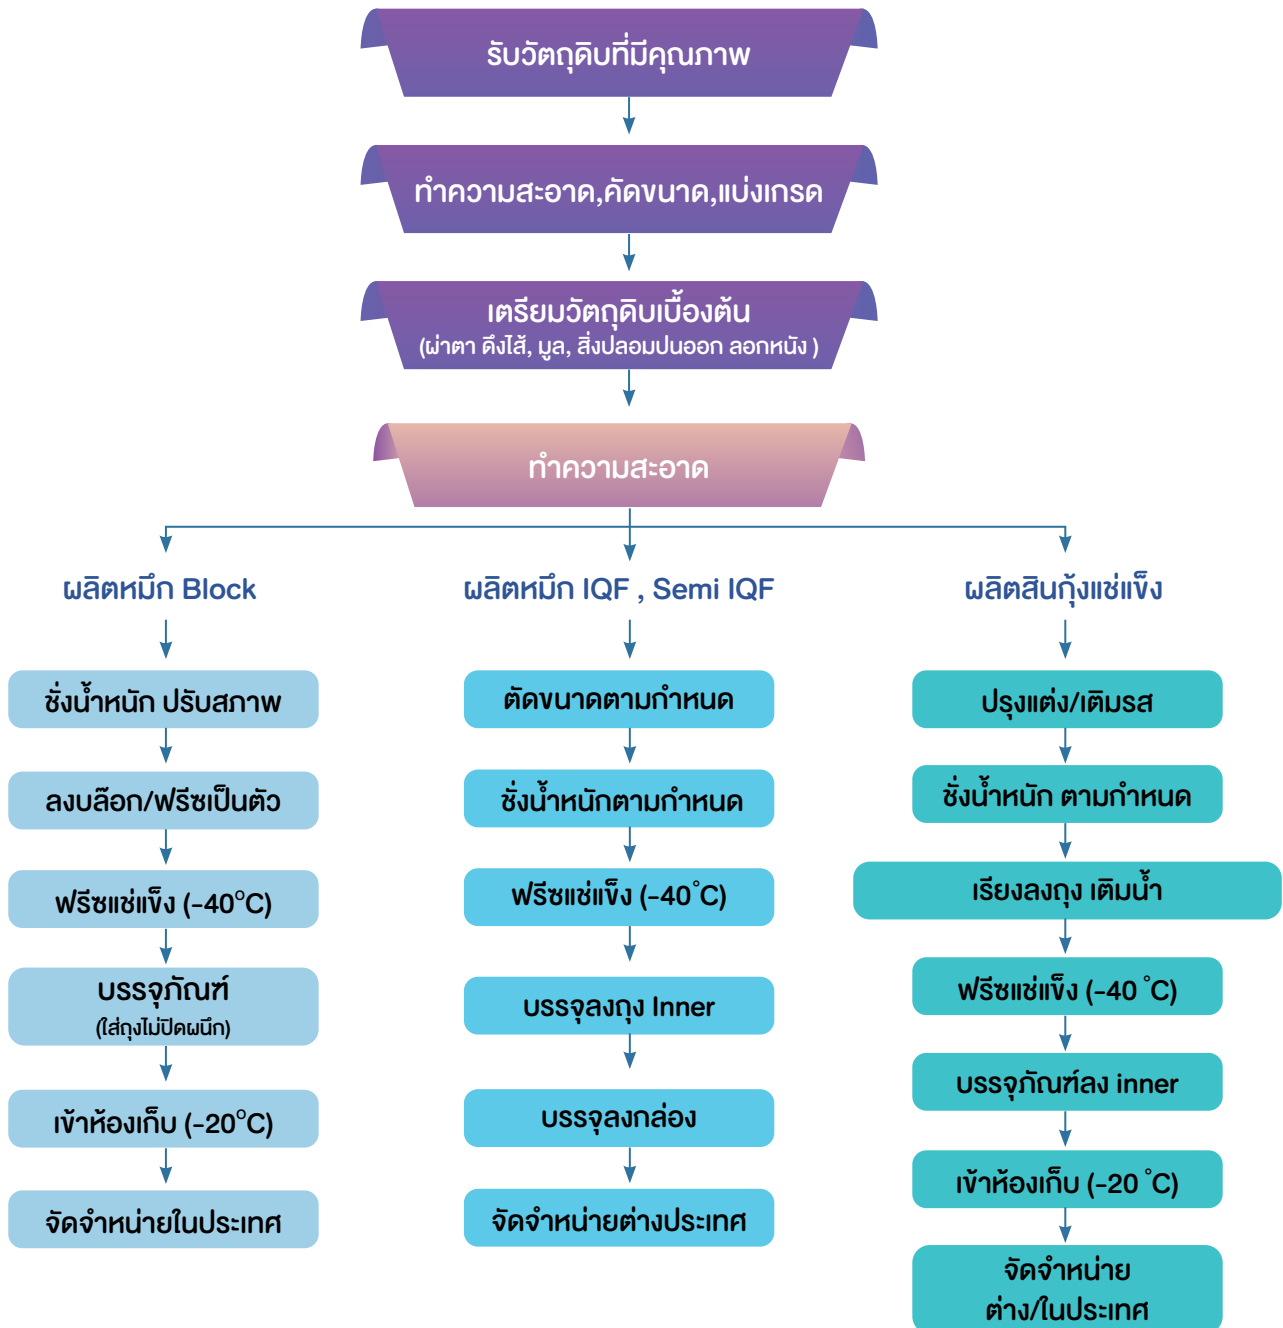 รับวัตถุดิบที่มีคุณภาพ
ทำความสะอาด,คัดขนาด,แบ่งเกรด
เตรียมวัตถุดิบเบื้องต้น
(ผ่าตา ดึงไส้, มูล, สิ่งปลอมปนออก ลอกหนัง )
ทำความสะอาด
ผลิตหมึก Block
ชั่งน้ำหนัก ปรับสภาพ
ลงบล๊อก/ฟรีซเป็นตัว
ฟรีซแช่แข็ง (-40°C)
บรรจุภัณฑ์
(ใส่ถุงไม่ปิดผนึก)
เข้าห้องเก็บ (-20°C)
จัดจำหน่ายในประเทศ
ผลิตหมึก IQF , Semi IQF
ตัดขนาดตามกำหนด
ชั่งน้ำหนักตามกำหนด
ฟรีซแช่แข็ง (-40°C)
บรรจุลงถุง Inner
บรรจุลงกล่อง
จัดจำหน่ายต่างประเทศ
ผลิตสินกุ้งแช่แข็ง
ปรุงแต่ง/เติมรส
ชั่งน้ำหนัก ตามกำหนด
เรียงลงถุง เติมน้ำ
ฟรีซแช่แข็ง (-40 °C)
บรรจุภัณฑ์ลง inner
เข้าห้องเก็บ (-20 °C)
จัดจำหน่าย
ต่าง/ในประเทศ